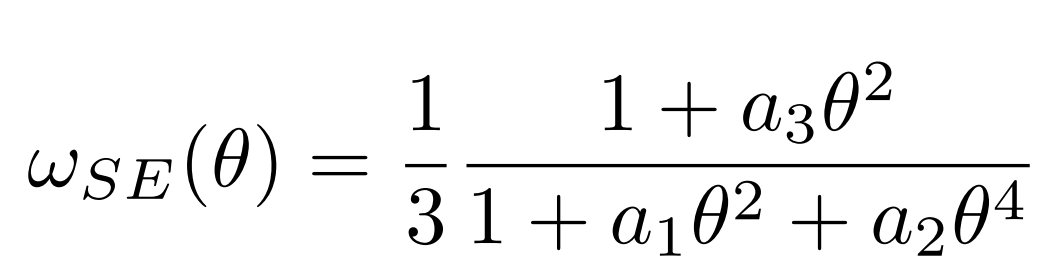 ω_{SE}(θ) = \frac{1}{3} \frac{1 + a_3θ^2}{1 + a_1θ^2 + a_2θ^4}